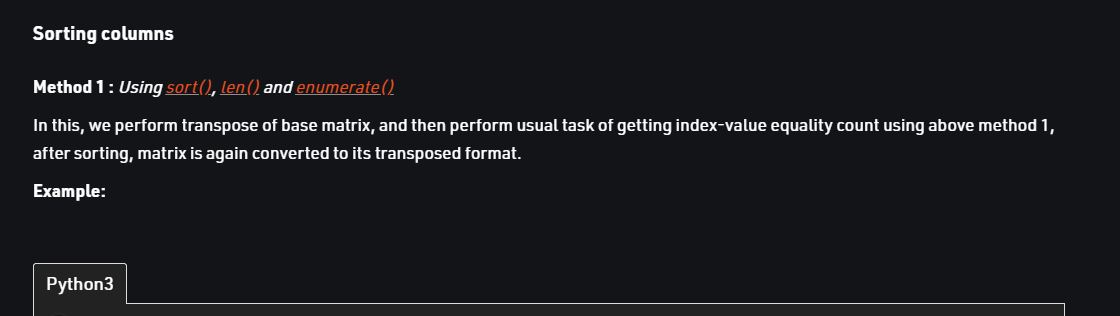 Sorting columns
Method 1 : Using sort(), len() and enumerate()
In this, we perform transpose of base matrix, and then perform usual task of getting index-value equality count using above method 1,
after sorting, matrix is again converted to its transposed format.
Example:
Python3